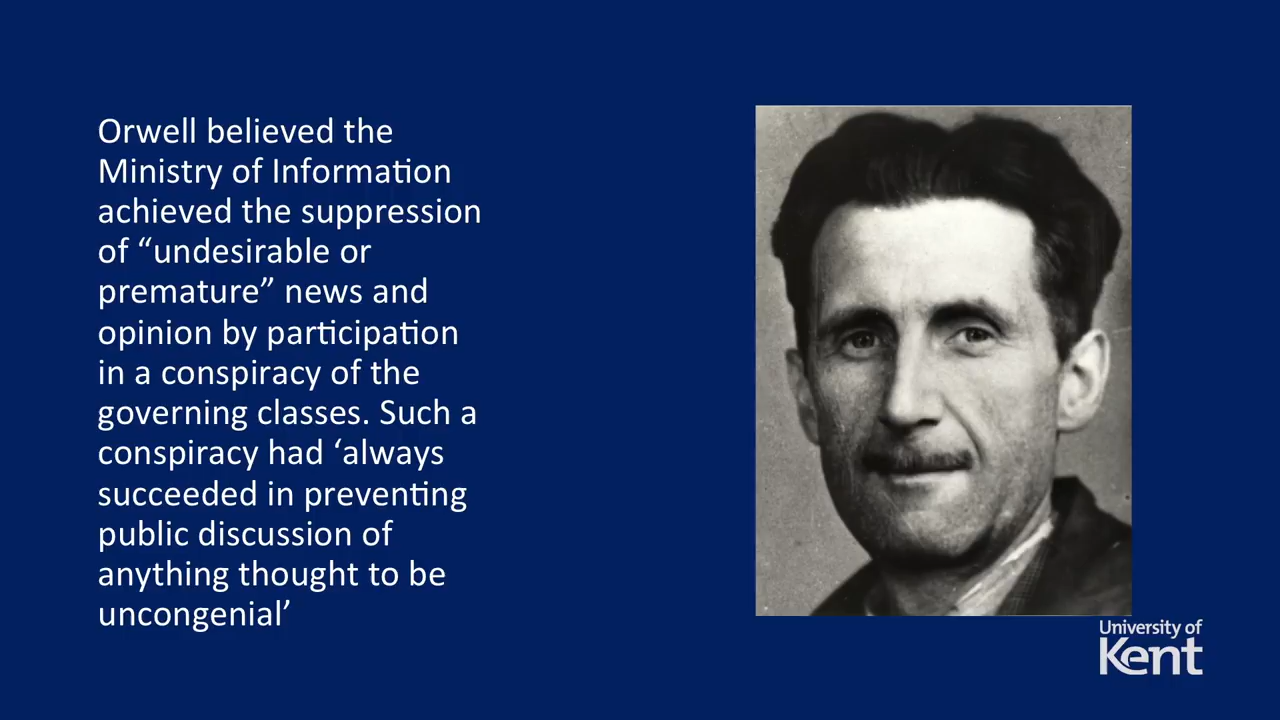 Orwell believed the
Ministry of Information
achieved the suppression
of “undesirable or
premature” news and
opinion by participation
in a conspiracy of the
governing classes. Such a
conspiracy had ‘always
succeeded in preventing
public discussion of
anything thought to be
uncongenial’
University of
Kent